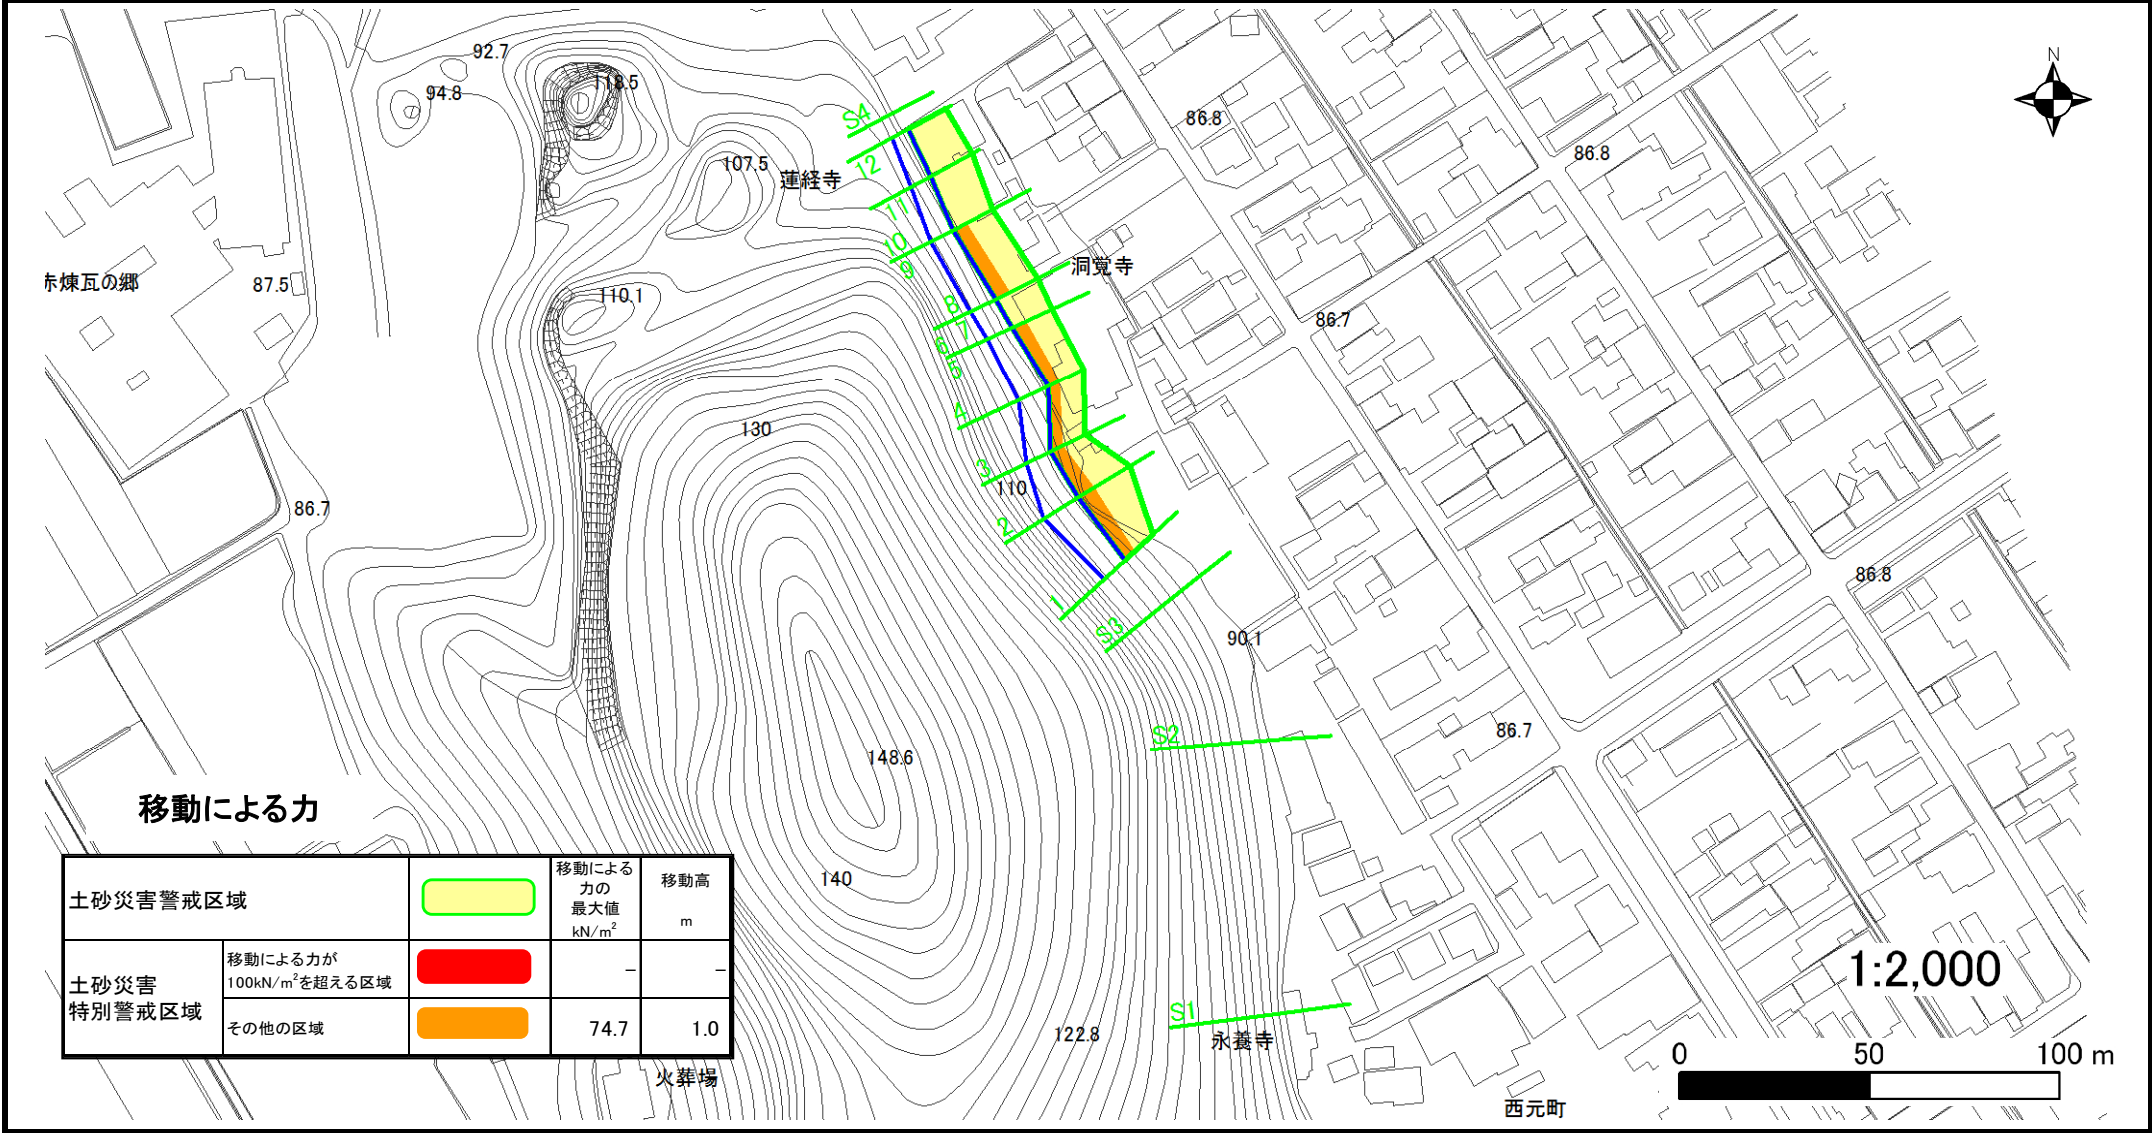 N
92.7
118.5
94.8
S4
86.8
12
107.5
蓮経寺
86.8
11
10
9
洞覚寺
赤煉瓦の郷
87.5
110.1
8
7
86.7
6
5
4
130
3
110
86.7
2
86.8
1
S3
90.1
S2
86.7
148.6
移動による力
140
土砂災害警戒区域
移動による
力の
最大値
kN/m²
移動高
m
土砂災害
特別警戒区域
移動による力が
100kN/m²を超える区域
－
－
その他の区域
74.7
1.0
1:2,000
S1
122.8
永養寺
0 50 100 m
火葬場
西元町